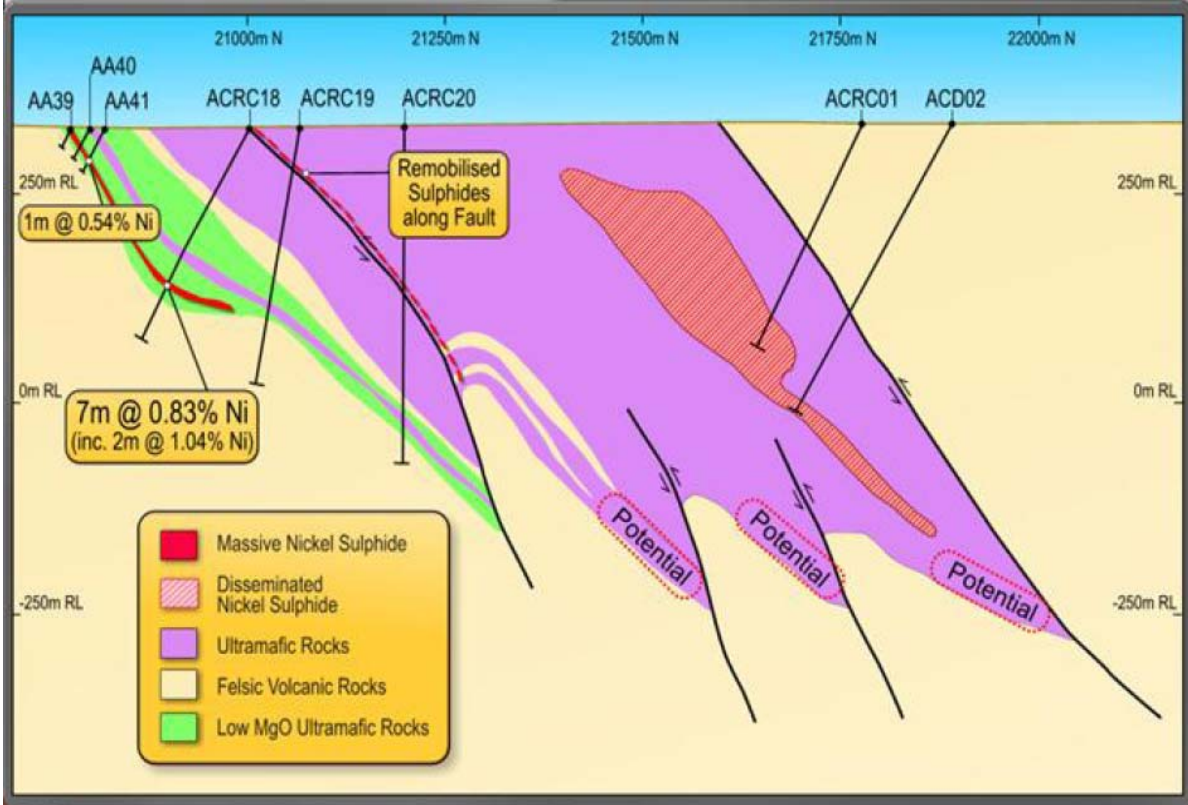 21000m N
21250m N
21500m N
21750m N
22000m N
AA40
AA39
AA41
ACRC18
ACRC19
ACRC20
ACRC01
ACD02
Remobilised
Sulphides
along Fault
250m RL
250m RL
1m @ 0.54% Ni
0m RL
0m RL
7m @ 0.83% Ni
(inc. 2m @ 1.04% Ni)
Potential
Potential
Potential
Massive Nickel Sulphide
Disseminated
Nickel Sulphide
Ultramafic Rocks
Felsic Volcanic Rocks
Low MgO Ultramafic Rocks
-250m RL
-250m RL